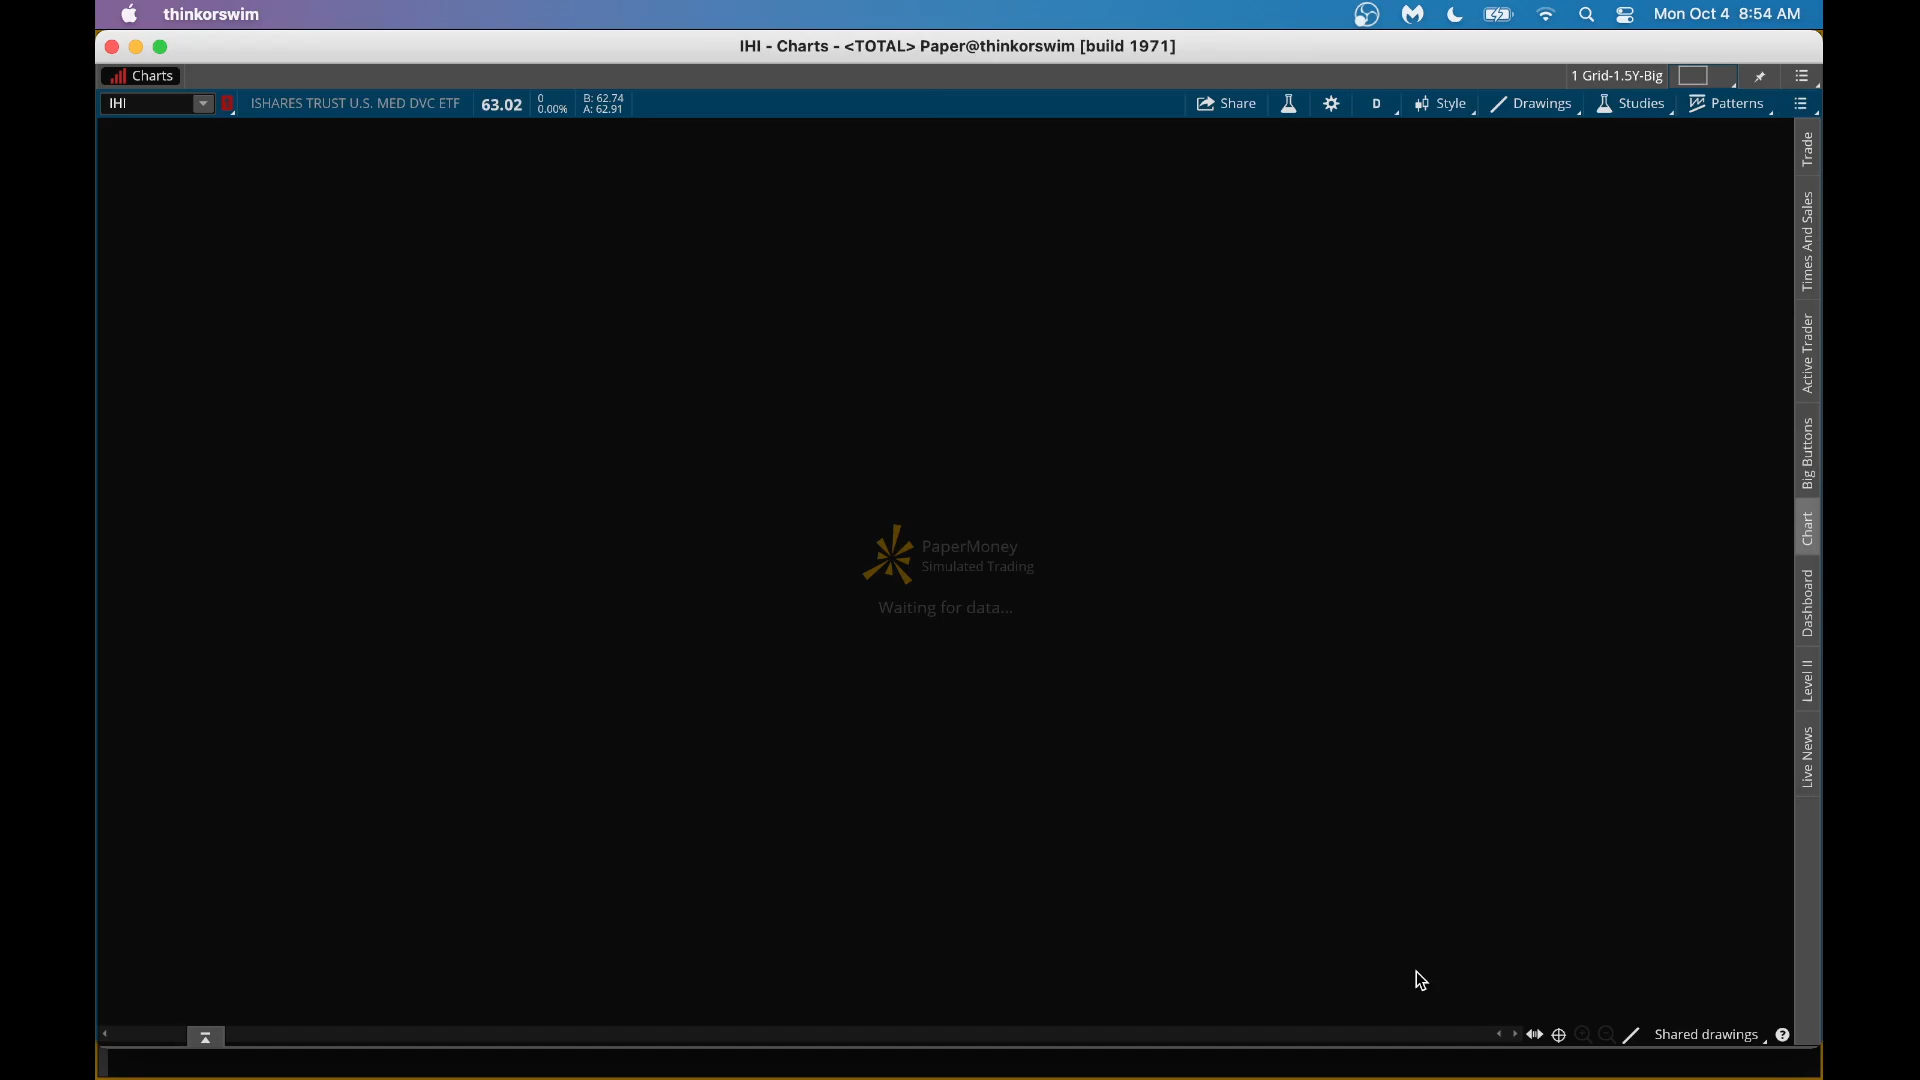 thinkorswim
Mon Oct 4 8:54 AM
IHI - Charts - <TOTAL> Paper@thinkorswim [build 1971]
Charts
1 Grid-1.5Y-Big
IHI
ISHARES TRUST U.S. MED DVC ETF
63.02
0
0.00%
B: 62.74
A: 62.91
Share
D
Style
Drawings
Studies
Patterns
Trade
Times And Sales
Active Trader
Big Buttons
Chart
Dashboard
Level II
Live News
PaperMoney
Simulated Trading
Waiting for data...
Shared drawings
?